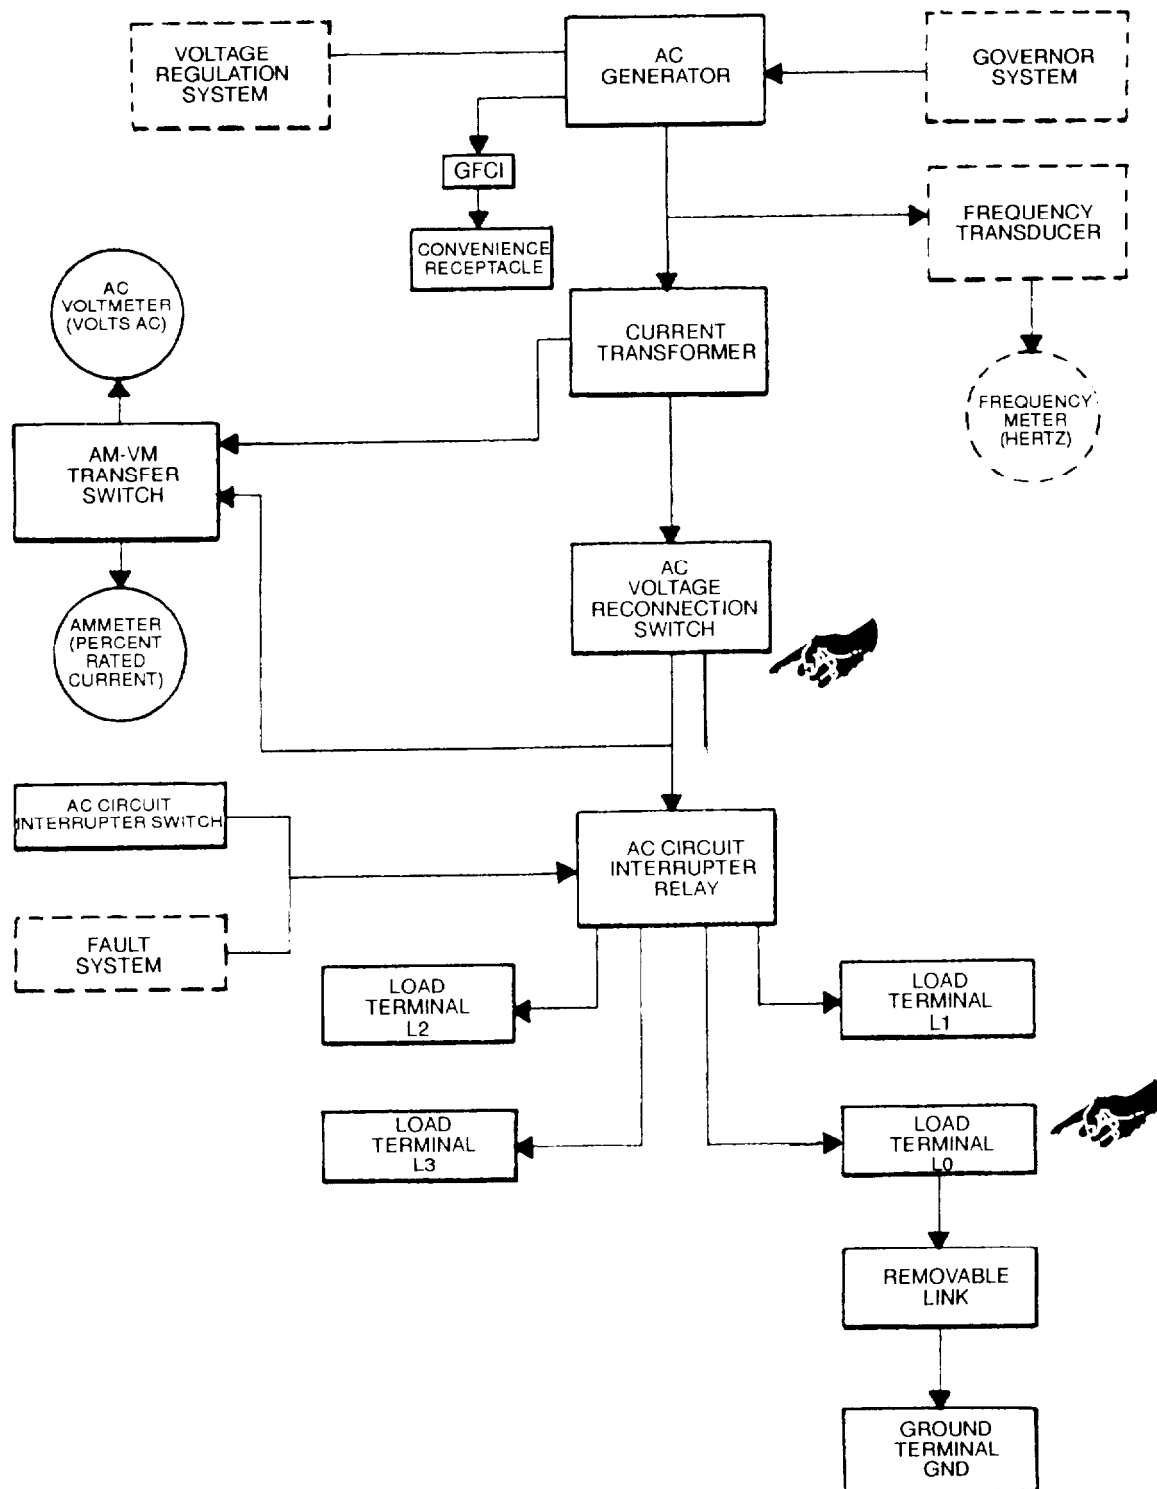 VOLTAGE
REGULATION
SYSTEM
AC
GENERATOR
GOVERNOR
SYSTEM
GFCI
CONVENIENCE
RECEPTACLE
FREQUENCY
TRANSDUCER
AC
VOLTMETER
(VOLTS AC)
CURRENT
TRANSFORMER
FREQUENCY
METER
(HERTZ)
AM-VM
TRANSFER
SWITCH
AC
VOLTAGE
RECONNECTION
SWITCH
AMMETER
(PERCENT
RATED
CURRENT)
AC CIRCUIT
INTERRUPTER SWITCH
AC CIRCUIT
INTERRUPTER
RELAY
FAULT
SYSTEM
LOAD
TERMINAL
L2
LOAD
TERMINAL
L1
LOAD
TERMINAL
L3
LOAD
TERMINAL
L0
REMOVABLE
LINK
GROUND
TERMINAL
GND